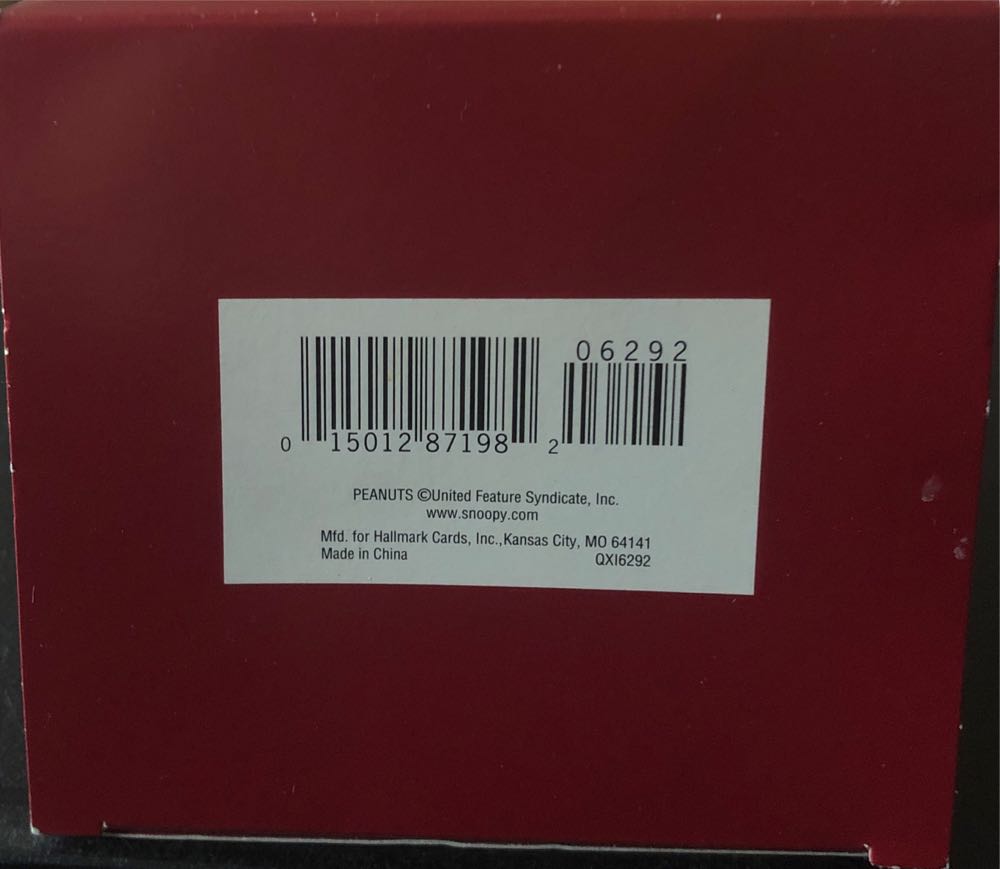 06292
0 15012 87198 2
PEANUTS ©United Feature Syndicate, Inc.
www.snoopy.com
Mfd. for Hallmark Cards, Inc.,Kansas City, MO 64141
Made in China QXI6292